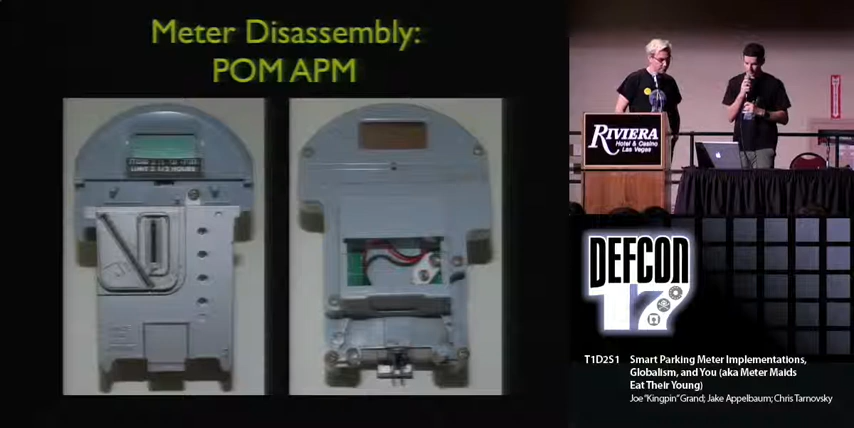 Meter Disassembly:
POM APM
RIVIERA
Hotel & Casino
Las Vegas
DEFCON
17
T1D2S1 Smart Parking Meter Implementations,
Globalism, and You (aka Meter Maids
Eat Their Young)
Joe "Kingpin" Grand; Jake Appelbaum; Chris Tarnovsky